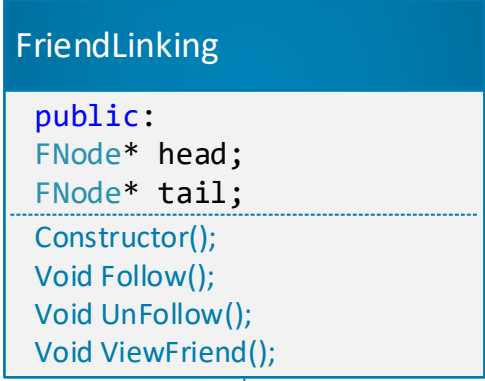 FriendLinking
public:
FNode* head;
FNode* tail;
Constructor();
Void Follow();
Void UnFollow();
Void ViewFriend();